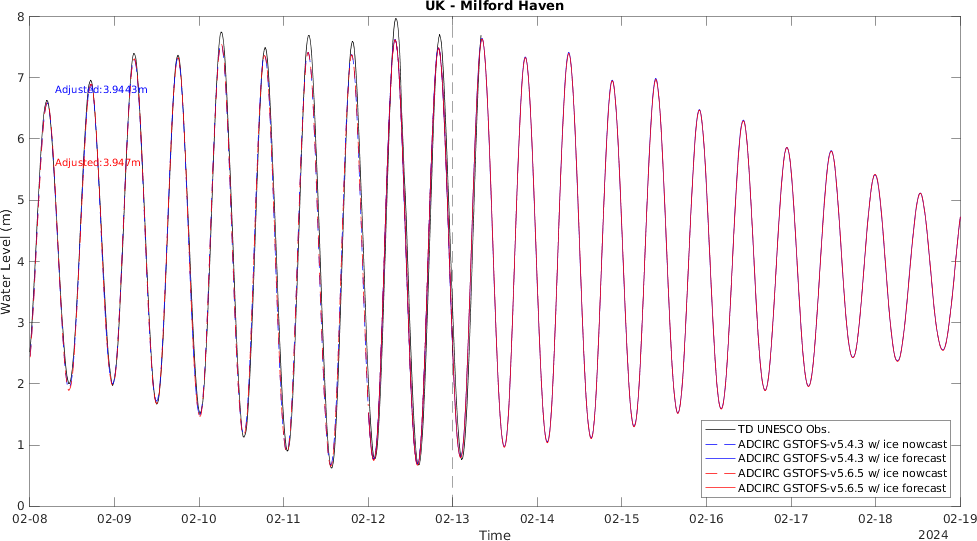 UK - Milford Haven
8
7
6
5
4
3
2
1
0
Water Level (m)
Adjusted:3.9443m
Adjusted:3.947m
TD UNESCO Obs.
ADCIRC GSTOFS-v5.4.3 w/ ice nowcast
ADCIRC GSTOFS-v5.4.3 w/ ice forecast
ADCIRC GSTOFS-v5.6.5 w/ ice nowcast
ADCIRC GSTOFS-v5.6.5 w/ ice forecast
02-08 02-09 02-10 02-11 02-12 02-13 02-14 02-15 02-16 02-17 02-18 02-19
Time
2024